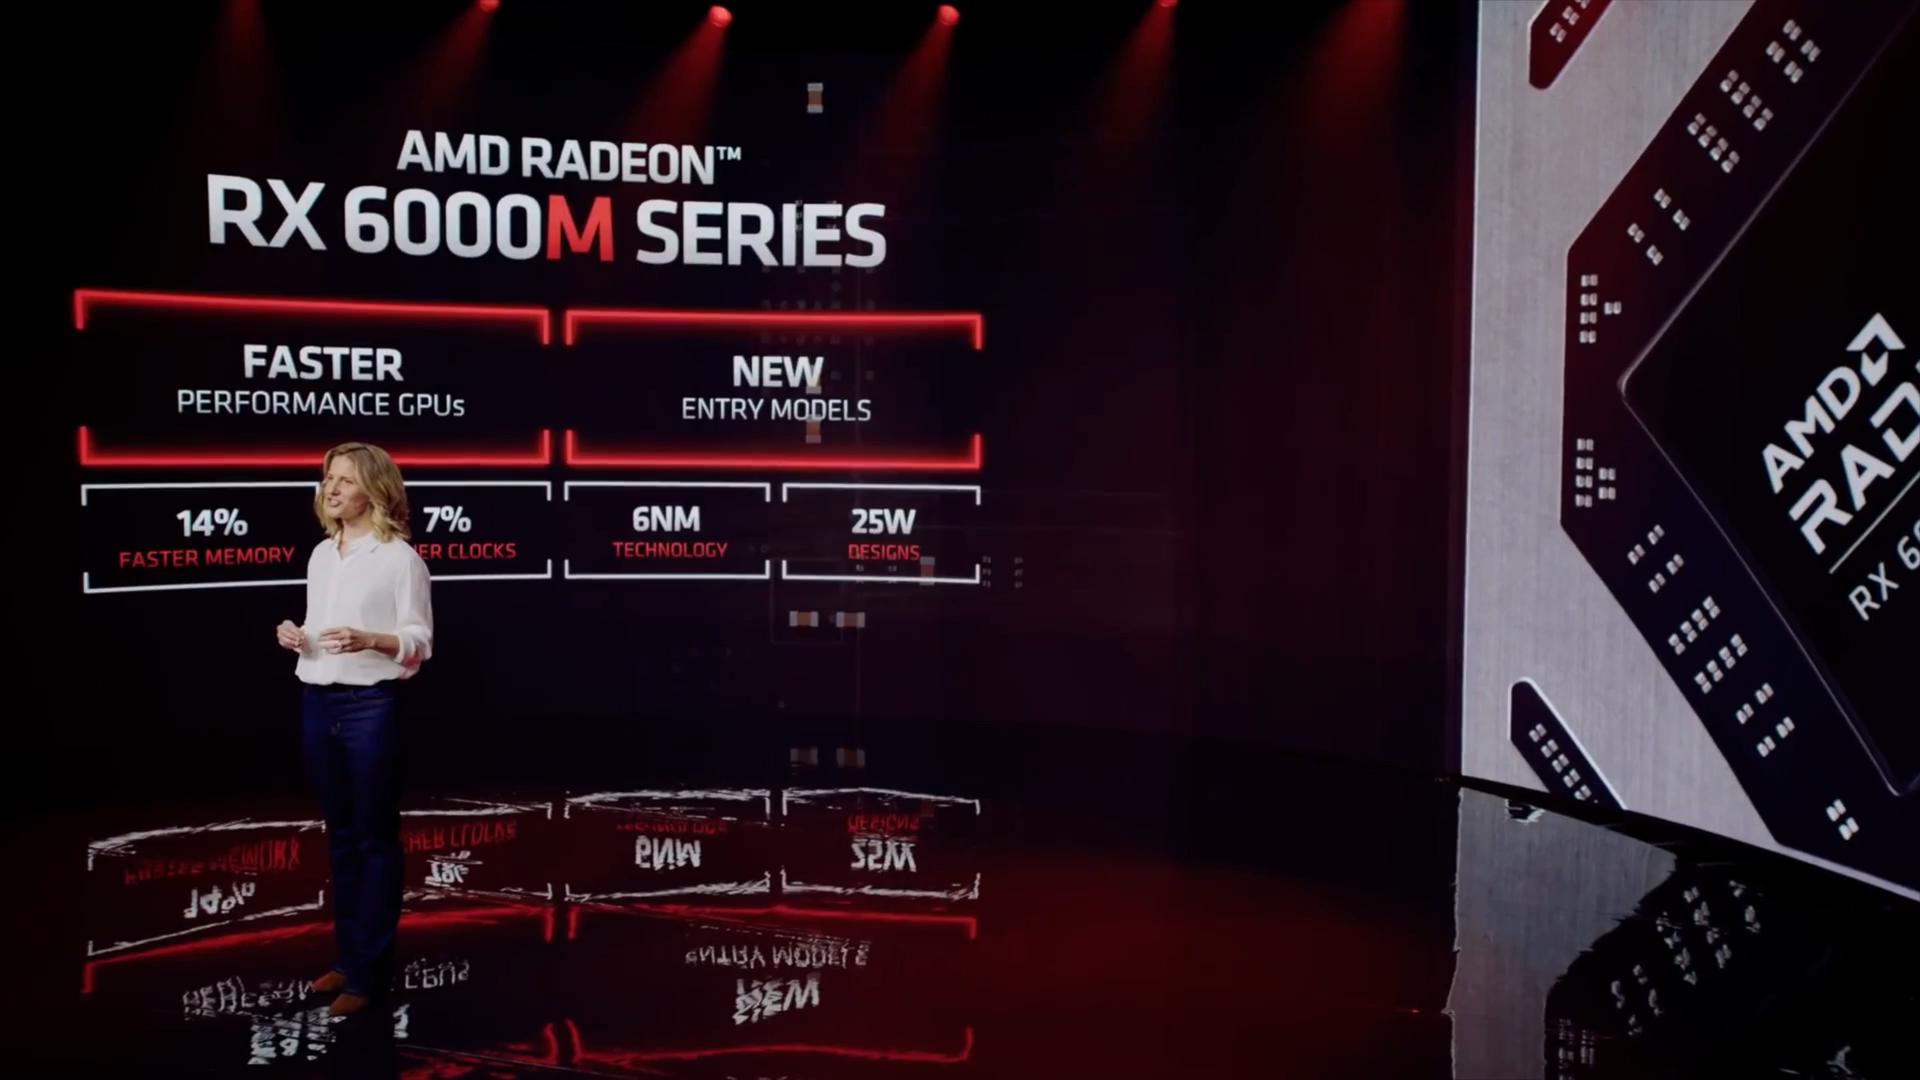 AMD RADEON™
RX 6000M SERIES
FASTER
PERFORMANCE GPUs
NEW
ENTRY MODELS
14%
FASTER MEMORY
7%
CLOCKS
6NM
TECHNOLOGY
25W
DESIGNS
AMD
RX